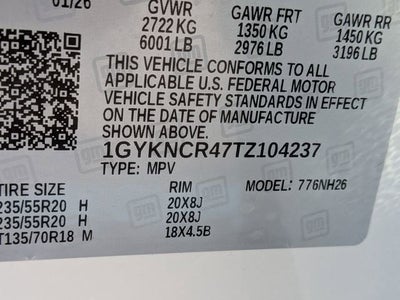 01/26 GVWR GAWR FRT GAWR RR
2722 KG 1350 KG 1450 KG
6001 LB 2976 LB 3196 LB
THIS VEHICLE CONFORMS TO ALL
APPLICABLE U.S. FEDERAL MOTOR
VEHICLE SAFETY STANDARDS IN EFFECT
ON THE DATE OF MANUFACTURE
SHOWN ABOVE.
1GYKNCR47TZ104237
TYPE: MPV MODEL: 776NH26
TIRE SIZE RIM
235/55R20 H 20X8J
235/55R20 H 20X8J
T135/70R18 M 18X4.5B
gm